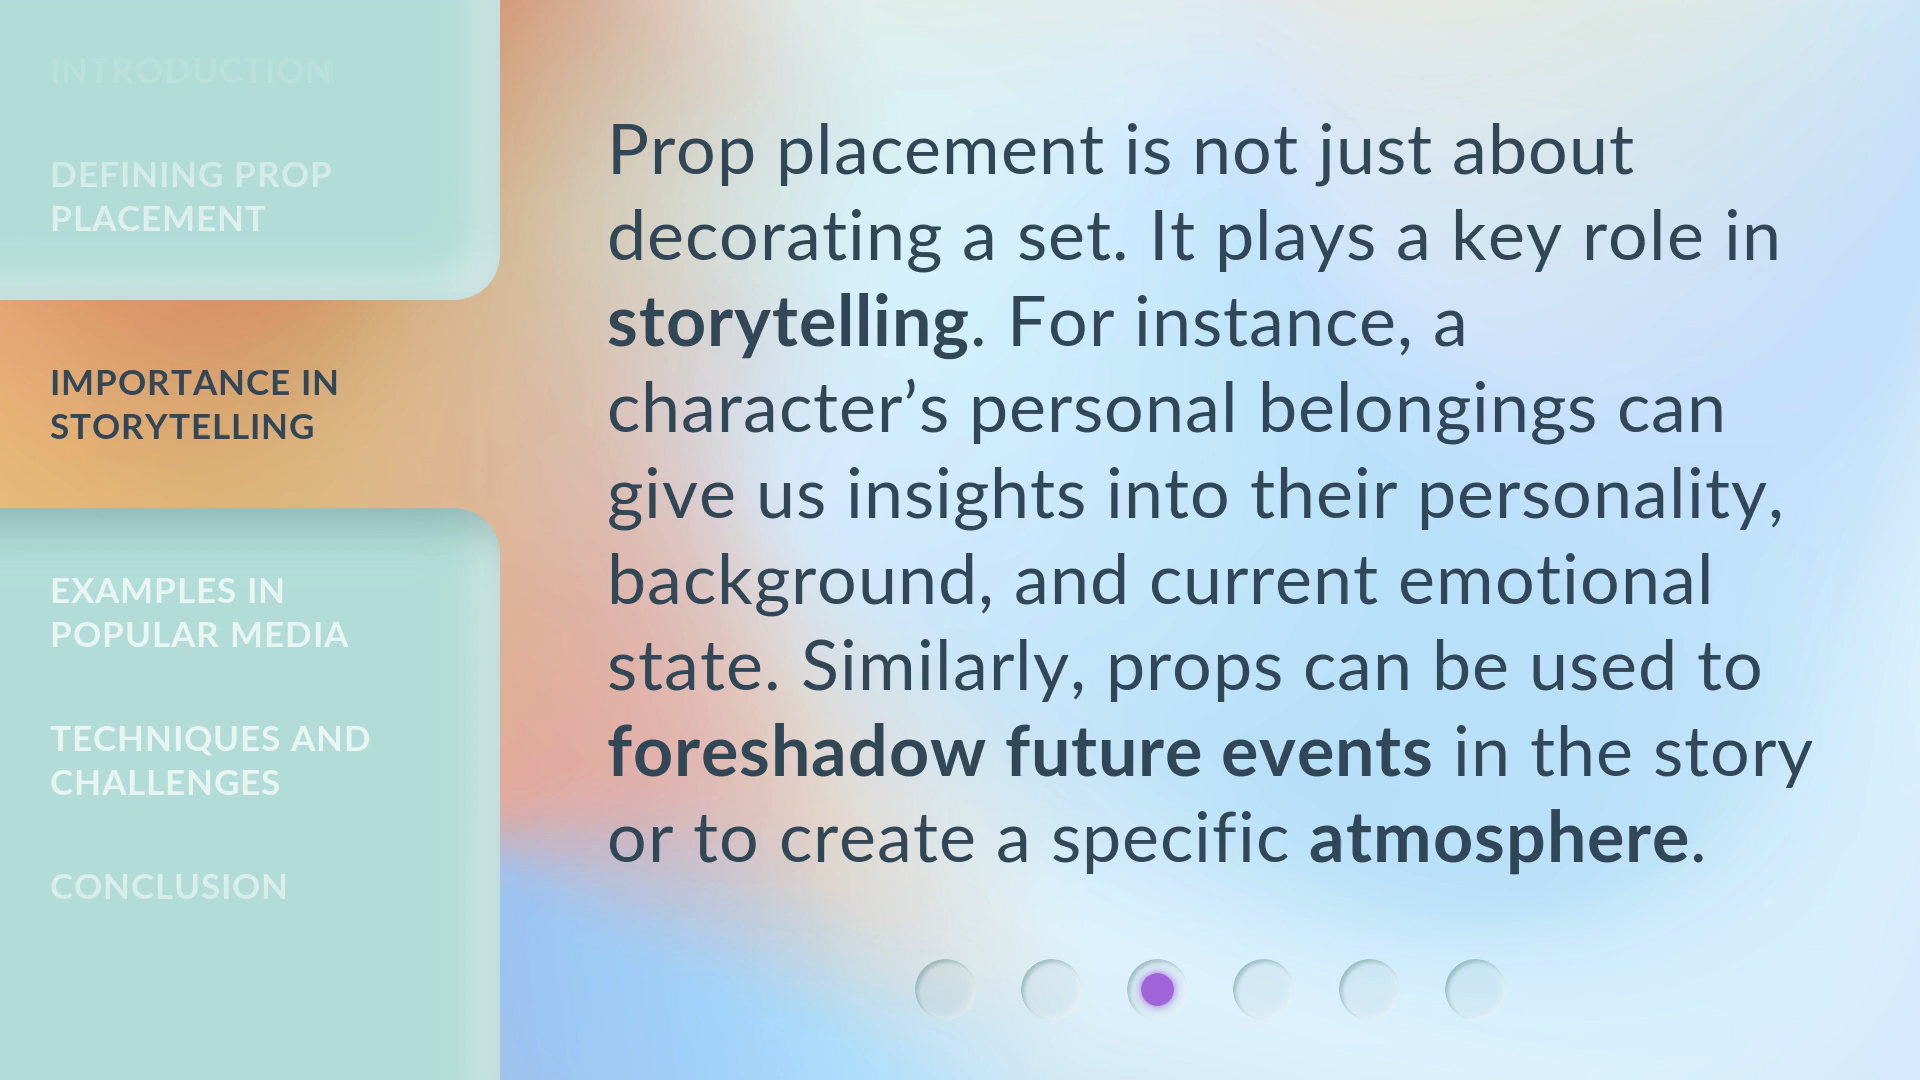 INTRODUCTION
DEFINING PROP
PLACEMENT
IMPORTANCE IN
STORYTELLING
EXAMPLES IN
POPULAR MEDIA
TECHNIQUES AND
CHALLENGES
CONCLUSION
Prop placement is not just about
decorating a set. It plays a key role in
storytelling. For instance, a
character’s personal belongings can
give us insights into their personality,
background, and current emotional
state. Similarly, props can be used to
foreshadow future events in the story
or to create a specific atmosphere.